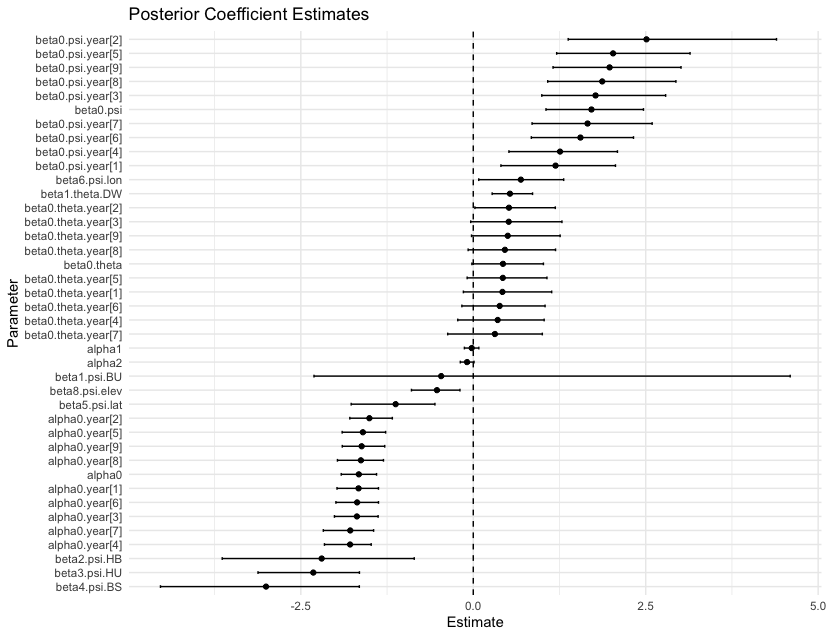 Posterior Coefficient Estimates
Parameter
beta0.psi.year[2]
beta0.psi.year[5]
beta0.psi.year[9]
beta0.psi.year[8]
beta0.psi.year[3]
beta0.psi
beta0.psi.year[7]
beta0.psi.year[6]
beta0.psi.year[4]
beta0.psi.year[1]
beta6.psi.lon
beta1.theta.DW
beta0.theta.year[2]
beta0.theta.year[3]
beta0.theta.year[9]
beta0.theta.year[8]
beta0.theta
beta0.theta.year[5]
beta0.theta.year[1]
beta0.theta.year[6]
beta0.theta.year[4]
beta0.theta.year[7]
alpha1
alpha2
beta1.psi.BU
beta8.psi.elev
beta5.psi.lat
alpha0.year[2]
alpha0.year[5]
alpha0.year[9]
alpha0.year[8]
alpha0
alpha0.year[1]
alpha0.year[6]
alpha0.year[3]
alpha0.year[7]
alpha0.year[4]
beta2.psi.HB
beta3.psi.HU
beta4.psi.BS
-2.5 0.0 2.5 5.0
Estimate